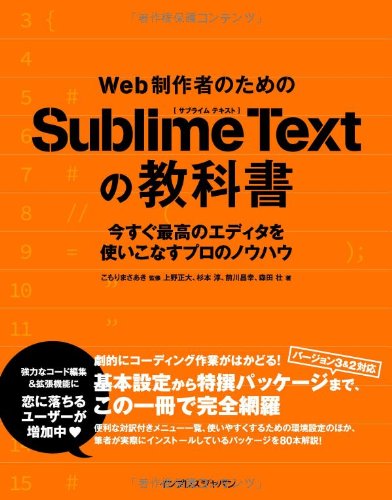 「著作権保護コンテンツ」
3 {
Web制作者のための
[ サブライム テキスト ]
Sublime Text
の教科書
今すぐ最高のエディタを
使いこなすプロのノウハウ
こもりまさあき 監修 上野正大、杉本 淳、前川昌幸、森田 壮 著
5 #
6 #
7 #
8 // (
9 =
10 ”
11 }
15 #
強力なコード編集
&拡張機能に
恋に落ちる
ユーザーが
増加中♥
劇的にコーディング作業がはかどる!
バージョン3&2対応
基本設定から特撰パッケージまで、
この一冊で完全網羅
便利な対訳付きメニュー一覧、使いやすくするための環境設定のほか、
筆者が実際にインストールしているパッケージを80本解説!
インプレスジャパン
「著作権保護コンテンツ」